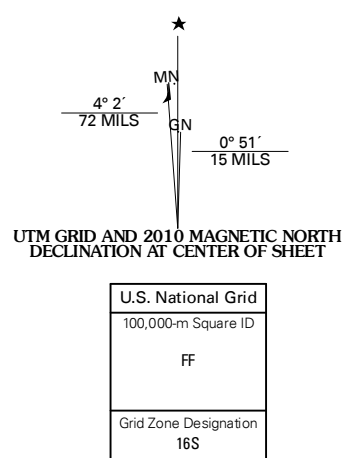 MN
4° 2´
72 MILS
GN
0° 51´
15 MILS
UTM GRID AND 2010 MAGNETIC NORTH
DECLINATION AT CENTER OF SHEET
U.S. National Grid
100,000-m Square ID
FF
Grid Zone Designation
16S